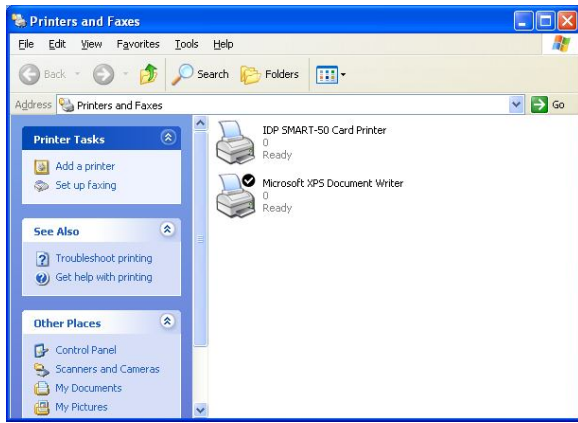 Printers and Faxes
File Edit View Favorites Tools Help
Back Search Folders
Address Printers and Faxes Go
Printer Tasks
Add a printer
Set up faxing
See Also
Troubleshoot printing
Get help with printing
Other Places
Control Panel
Scanners and Cameras
My Documents
My Pictures
IDP SMART-50 Card Printer
0
Ready
Microsoft XPS Document Writer
0
Ready